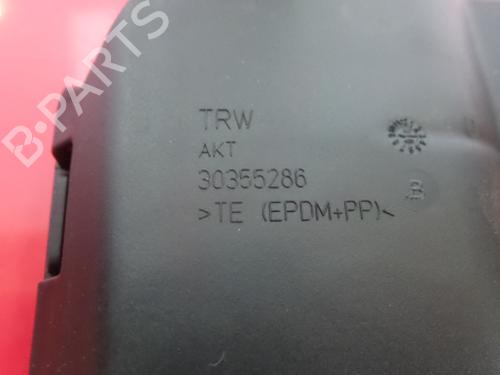 TRW
AKT
30355286
>TE (EPDM+PP)<
B
B-PARTS